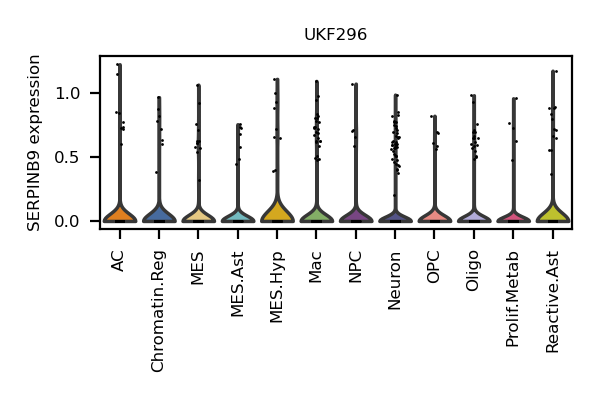 UKF296
SERPINB9 expression
1.0
0.5
0.0
AC
Chromatin.Reg
MES
MES.Ast
MES.Hyp
Mac
NPC
Neuron
OPC
Oligo
Prolif.Metab
Reactive.Ast